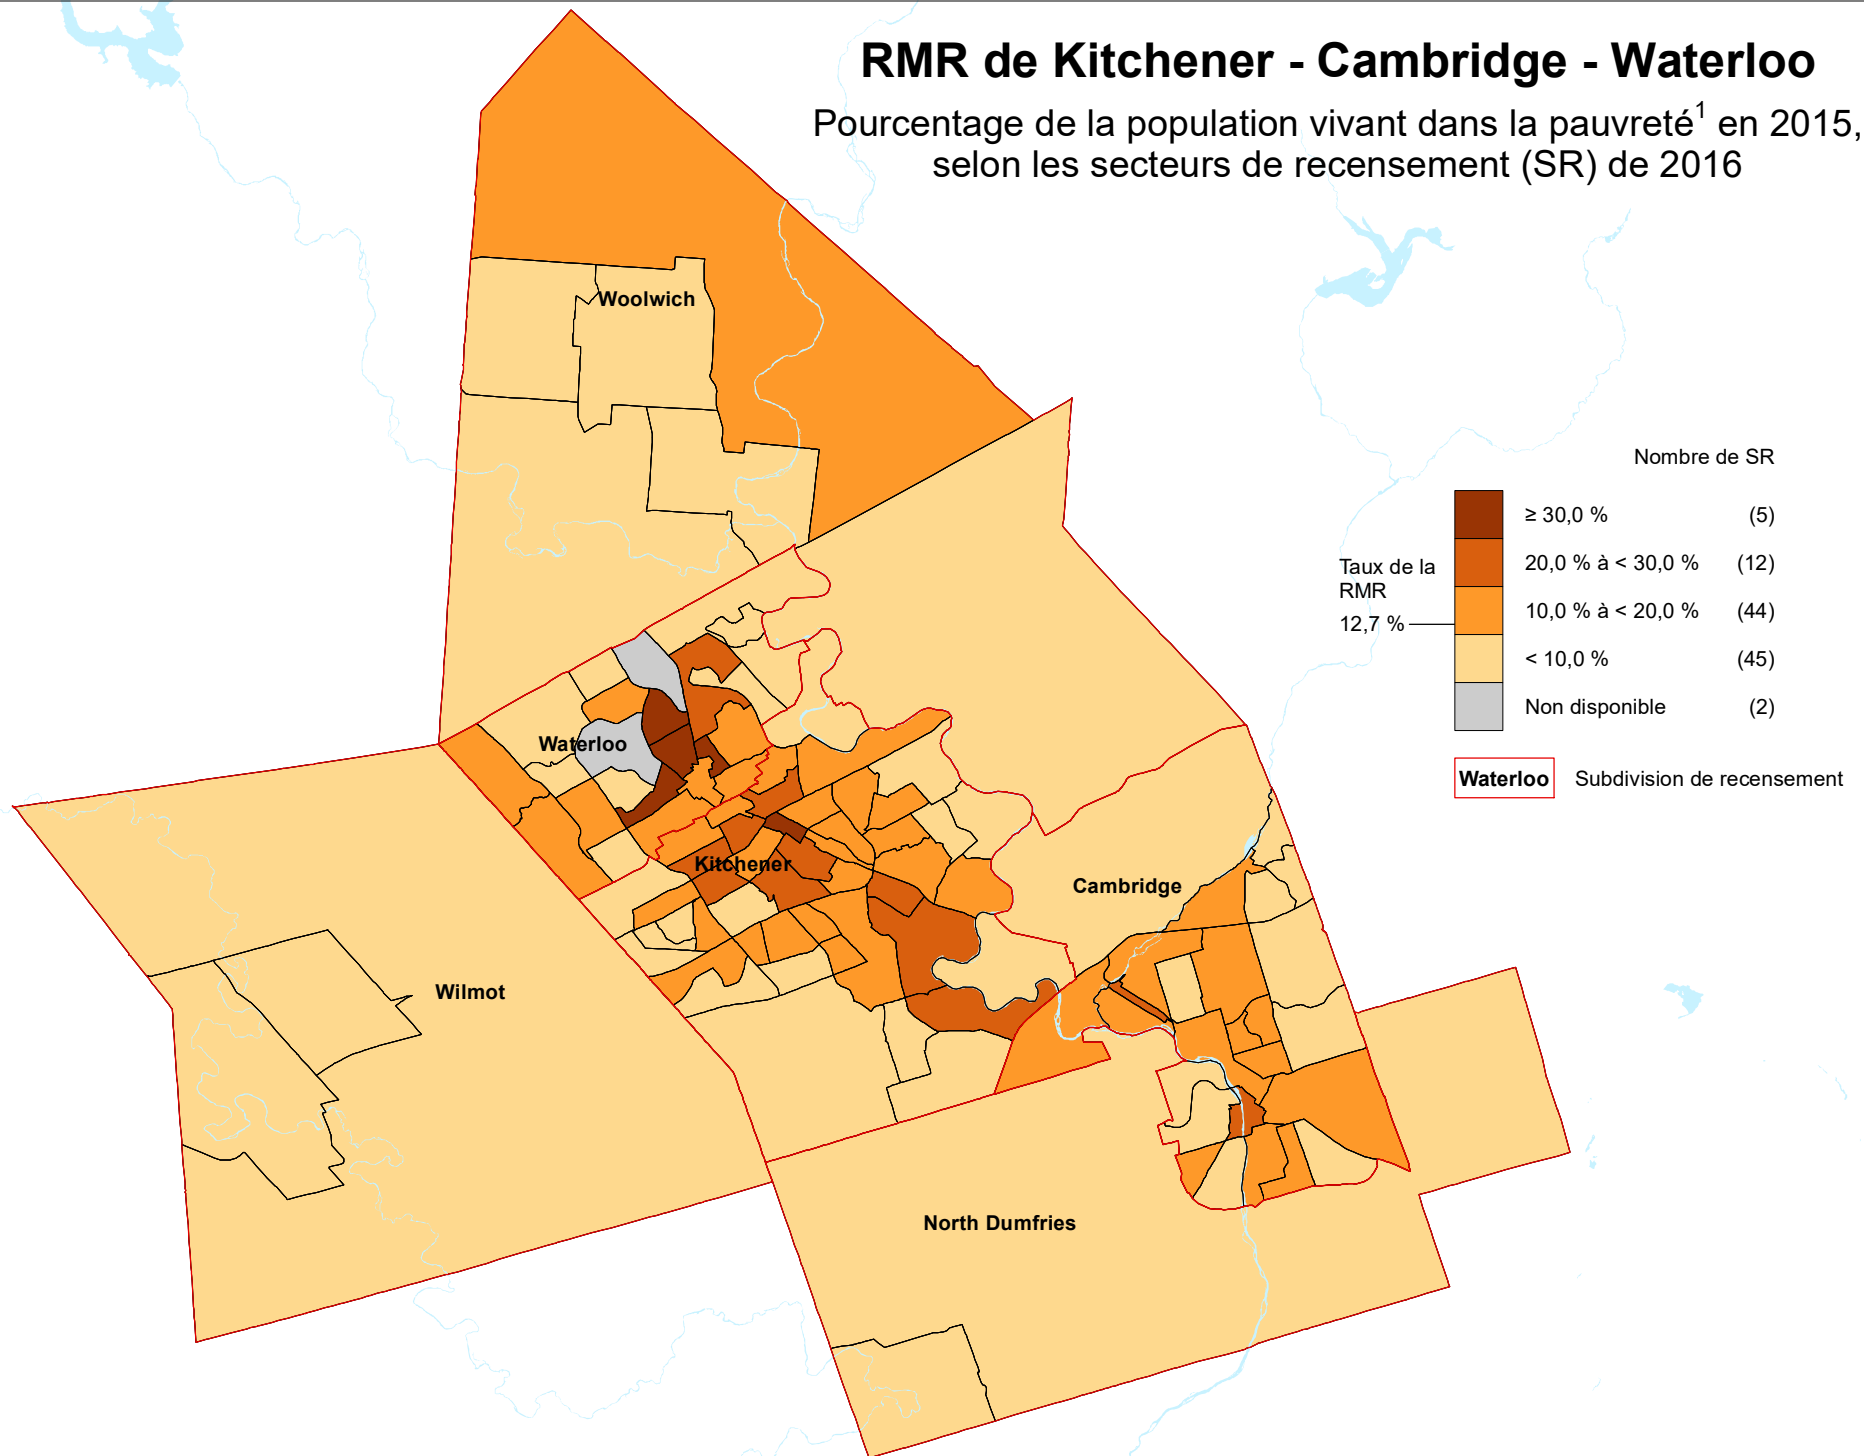 RMR de Kitchener - Cambridge - Waterloo
Pourcentage de la population vivant dans la pauvreté¹ en 2015,
selon les secteurs de recensement (SR) de 2016
Woolwich
Nombre de SR
≥ 30,0 % (5)
20,0 % à < 30,0 % (12)
Taux de la
RMR
10,0 % à < 20,0 % (44)
12,7 %
< 10,0 % (45)
Non disponible (2)
Waterloo
Waterloo Subdivision de recensement
Kitchener
Cambridge
Wilmot
North Dumfries